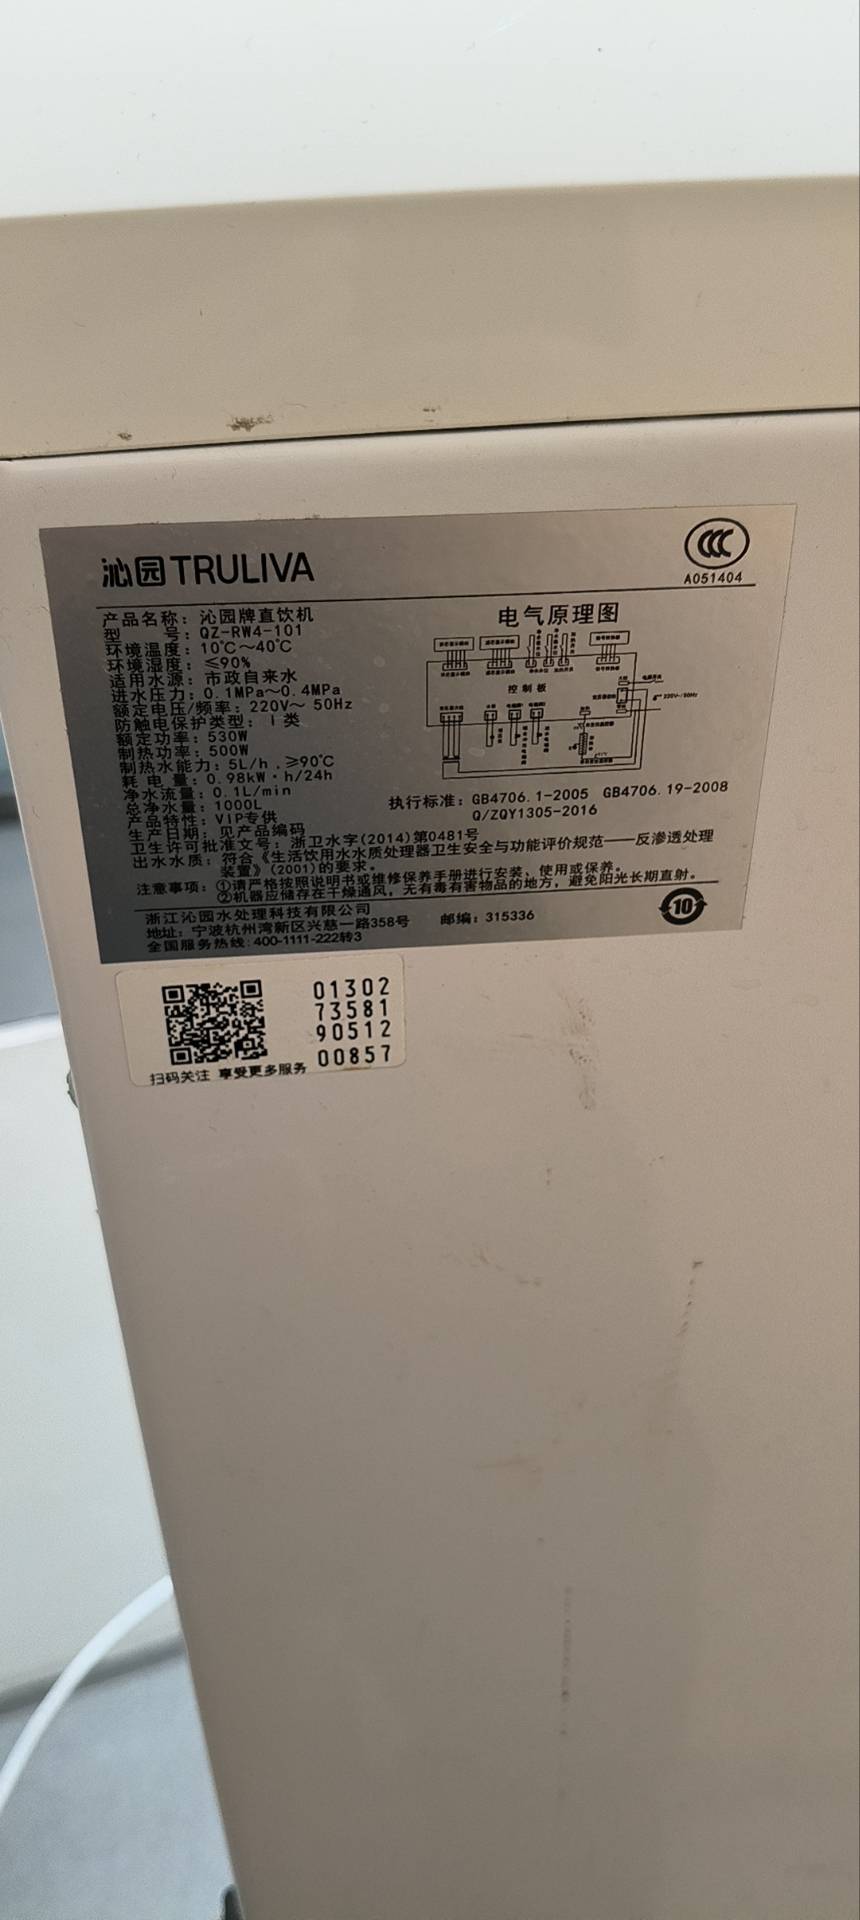 沁园TRULIVA
A051404
产品名称：沁园牌直饮机
型　　号：QZ-RW4-101
环境温度：10℃～40℃
环境湿度：≤90%
适用水源：市政自来水
进水压力：0.1MPa～0.4MPa
额定电压/频率：220V～ 50Hz
防触电保护类型：Ⅰ类
额定功率：530W
制热功率：500W
制热水能力：5L/h，≥90℃
耗 电 量：0.98kW·h/24h
净水流量：0.1L/min
总净水量：1000L
产品特性：VIP专供
生产日期：见产品编码
卫生许可批准文号：浙卫水字(2014)第0481号
出水水质：符合《生活饮用水水质处理器卫生安全与功能评价规范——反渗透处理
装置》(2001)的要求。
注意事项：①请严格按照说明书或维修保养手册进行安装、使用或保养。
②机器应储存在干燥通风，无有毒有害物品的地方，避免阳光长期直射。
电气原理图
控制板
220V~/50Hz
执行标准：GB4706.1-2005 GB4706.19-2008
Q/ZQY1305-2016
浙江沁园水处理科技有限公司
地址：宁波杭州湾新区兴慈一路358号　邮编：315336
全国服务热线：400-1111-222转3
10
01302
73581
90512
00857
扫码关注 享受更多服务